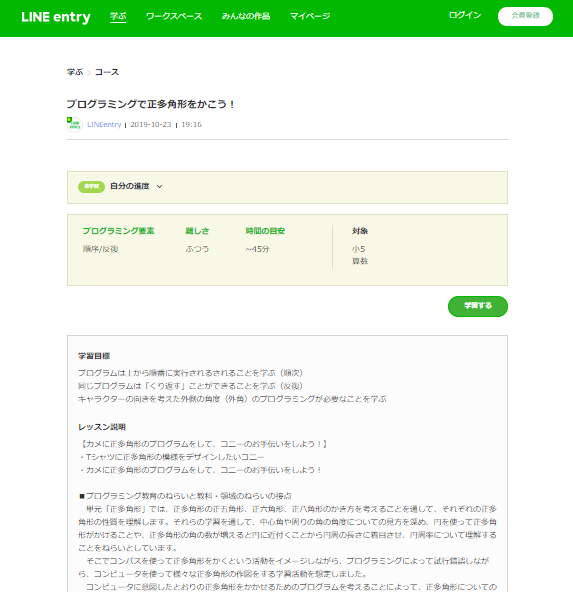 LINE entry 学ぶ ワークスペース みんなの作品 マイページ ログイン 会員登録
学ぶ > コース
プログラミングで正多角形をかこう！
LINEentry | 2019-10-23 | 19:16
未学習 自分の進度
プログラミング要素 難しさ 時間の目安 対象
順序/反復 ふつう ~45分 小5
算数
学習する
学習目標
プログラムは上から順番に実行されるされることを学ぶ（順次）
同じプログラムは「くり返す」ことができることを学ぶ（反復）
キャラクターの向きを考えた外側の角度（外角）のプログラミングが必要なことを学ぶ
レッスン説明
【カメに正多角形のプログラムをして、コニーのお手伝いをしよう！】
・Tシャツに正多角形の模様をデザインしたいコニー
・カメに正多角形のプログラムをして、コニーのお手伝いをしよう！
■プログラミング教育のねらいと教科・領域のねらいの接点
単元「正多角形」では、正多角形の正五角形、正六角形、正八角形のかき方を考えることを通して、それぞれの正多
角形の性質を理解します。それらの学習を通して、中心角や周りの角の角度についての見方を深め、円を使って正多角
形がかけることや、正多角形の角の数が増えると円に近付くことから円周の長さに着目させ、円周率について理解する
ことをねらいとしています。
そこでコンパスを使って正多角形をかくという活動をイメージしながら、プログラミングによって試行錯誤しなが
ら、コンピュータを使って様々な正多角形の作図をする学習活動を想定しました。
コンピュータに意図したとおりの正多角形をかかせるためのプログラムを考えることによって、正多角形についての